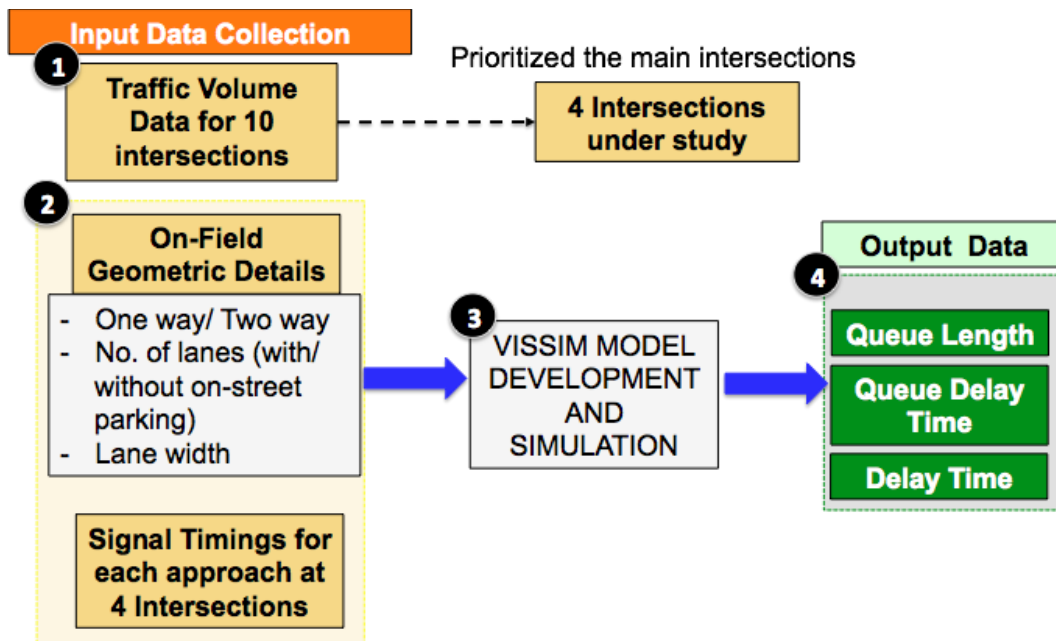 Input Data Collection
1
Traffic Volume
Data for 10
intersections
Prioritized the main intersections
4 Intersections
under study
2
On-Field
Geometric Details
- One way/ Two way
- No. of lanes (with/
without on-street
parking)
- Lane width
Signal Timings for
each approach at
4 Intersections
3
VISSIM MODEL
DEVELOPMENT
AND
SIMULATION
Output Data
4
Queue Length
Queue Delay
Time
Delay Time